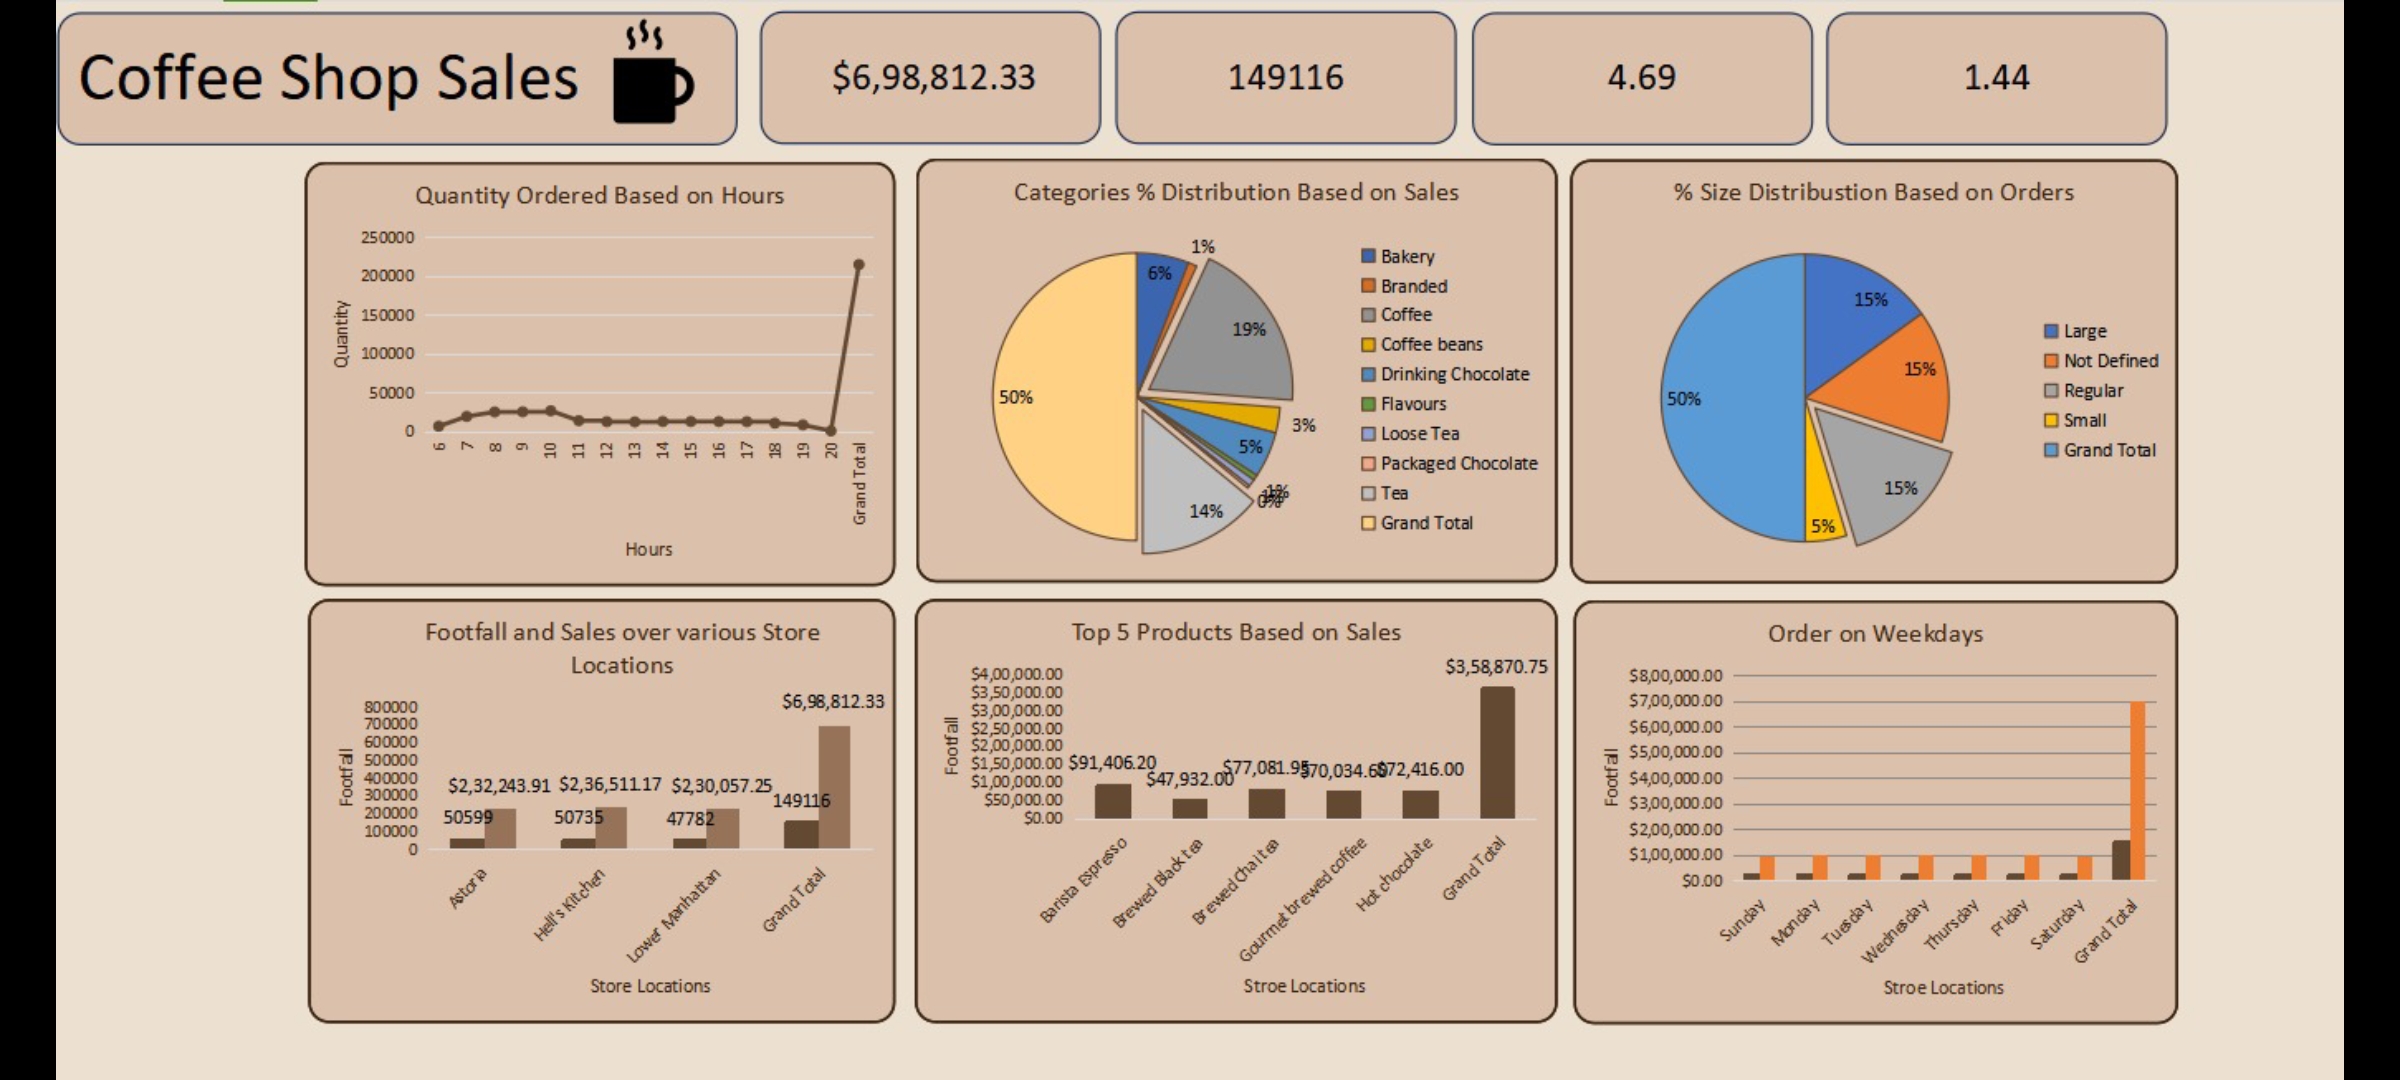 Coffee Shop Sales
$6,98,812.33
149116
4.69
1.44
Quantity Ordered Based on Hours
250000
200000
150000
100000
50000
0
Quantity
6
7
8
9
10
11
12
13
14
15
16
17
18
19
20
Grand Total
Hours
Categories % Distribution Based on Sales
1%
6%
19%
3%
5%
1%
0%
14%
50%
Bakery
Branded
Coffee
Coffee beans
Drinking Chocolate
Flavours
Loose Tea
Packaged Chocolate
Tea
Grand Total
% Size Distribustion Based on Orders
15%
15%
15%
5%
50%
Large
Not Defined
Regular
Small
Grand Total
Footfall and Sales over various Store
Locations
800000
700000
600000
500000
400000
300000
200000
100000
0
Footfall
$2,32,243.91
50599
$2,36,511.17
50735
$2,30,057.25
47782
$6,98,812.33
149116
Astoria
Hell's Kitchen
Lower Manhattan
Grand Total
Store Locations
Top 5 Products Based on Sales
$4,00,000.00
$3,50,000.00
$3,00,000.00
$2,50,000.00
$2,00,000.00
$1,50,000.00
$1,00,000.00
$50,000.00
$0.00
Footfall
$91,406.20
$47,932.00
$77,081.95
$70,034.60
$72,416.00
$3,58,870.75
Barista Espresso
Brewed Black tea
Brewed Chai tea
Gourmet brewed coffee
Hot chocolate
Grand Total
Stroe Locations
Order on Weekdays
$8,00,000.00
$7,00,000.00
$6,00,000.00
$5,00,000.00
$4,00,000.00
$3,00,000.00
$2,00,000.00
$1,00,000.00
$0.00
Footfall
Sunday
Monday
Tuesday
Wednesday
Thursday
Friday
Saturday
Grand Total
Stroe Locations